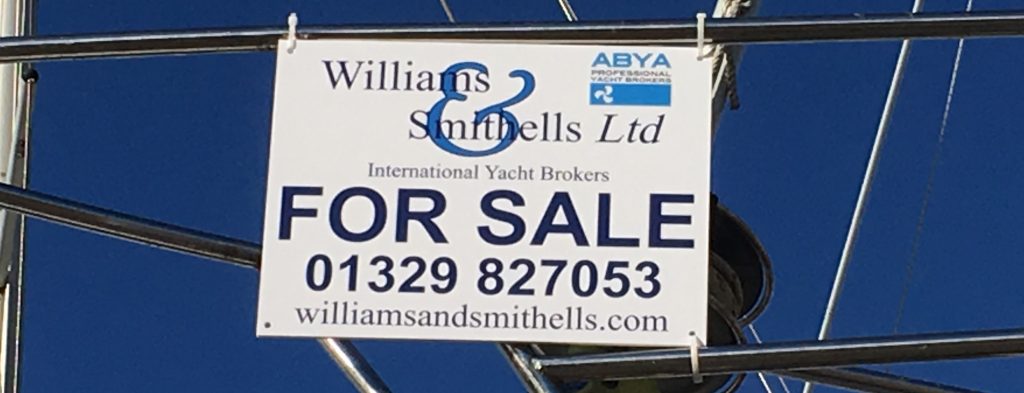 Williams
&
Smithells Ltd
ABYA
PROFESSIONAL
YACHT BROKERS
International Yacht Brokers
FOR SALE
01329 827053
williamsandsmithells.com